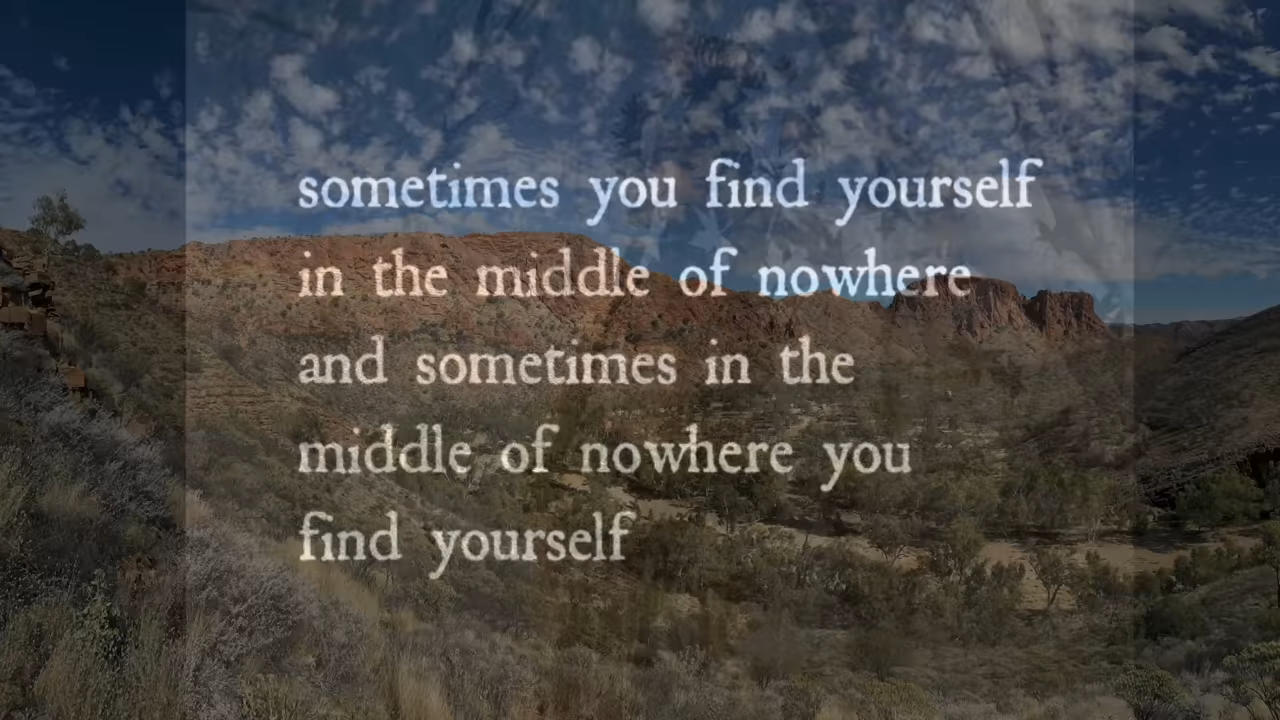 sometimes you find yourself
in the middle of nowhere
and sometimes in the
middle of nowhere you
find yourself